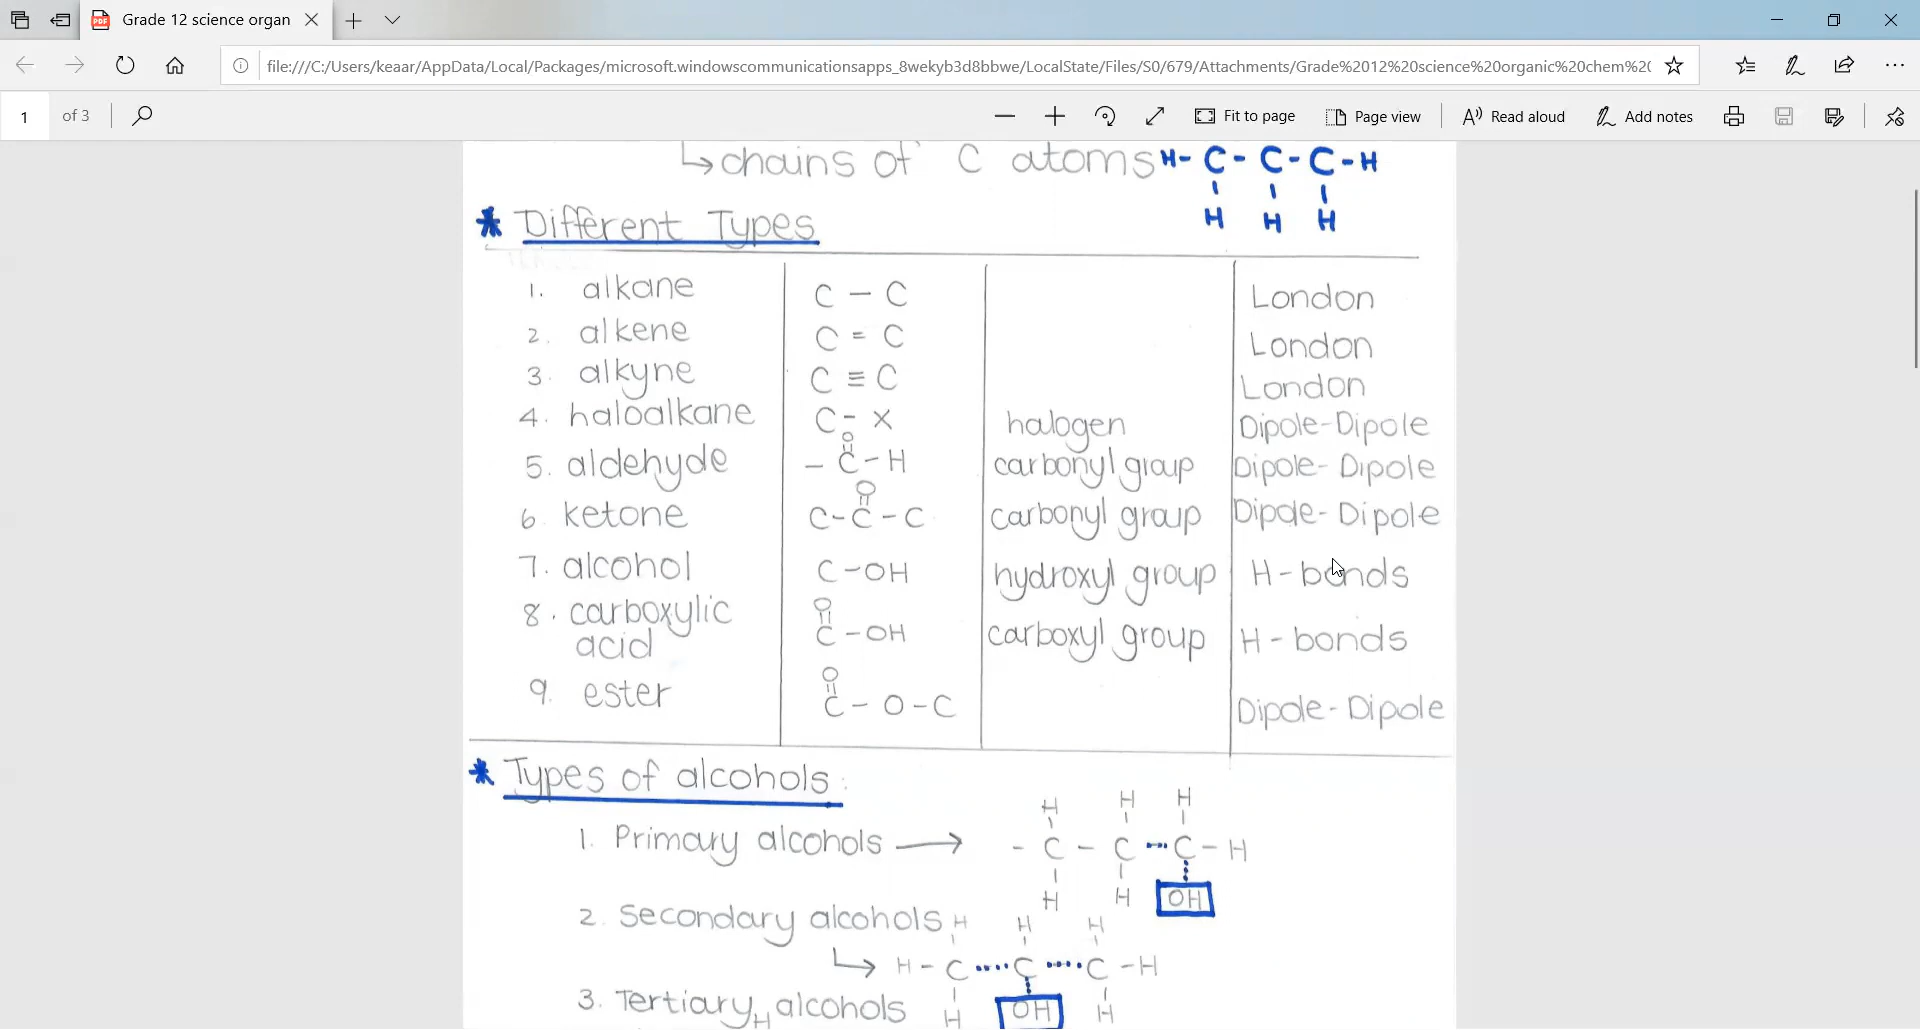 Grade 12 science organ
file:///C:/Users/keaar/AppData/Local/Packages/microsoft.windowscommunicationsapps_8wekyb3d8bbwe/LocalState/Files/S0/679/Attachments/Grade%2012%20science%20organic%20chem%2(
1 of 3 Fit to page Page view Read aloud Add notes
↳ chains of C atoms H - C - C - C - H
H H H
* Different Types
1. alkane C - C London
2. alkene C = C London
3. alkyne C ≡ C London
4. haloalkane C - X halogen Dipole-Dipole
O
5. aldehyde - C - H carbonyl group Dipole-Dipole
O
6. ketone C - C - C carbonyl group Dipole-Dipole
7. alcohol C - OH hydroxyl group H-bonds
O
8. carboxylic acid C - OH carboxyl group H-bonds
O
9. ester C - O - C Dipole-Dipole
* Types of alcohols:
H H H
1. Primary alcohols → - C - C - C - H
H H OH
2. Secondary alcohols H H H
↳ H - C C C - H
3. Tertiary alcohols H OH H
H